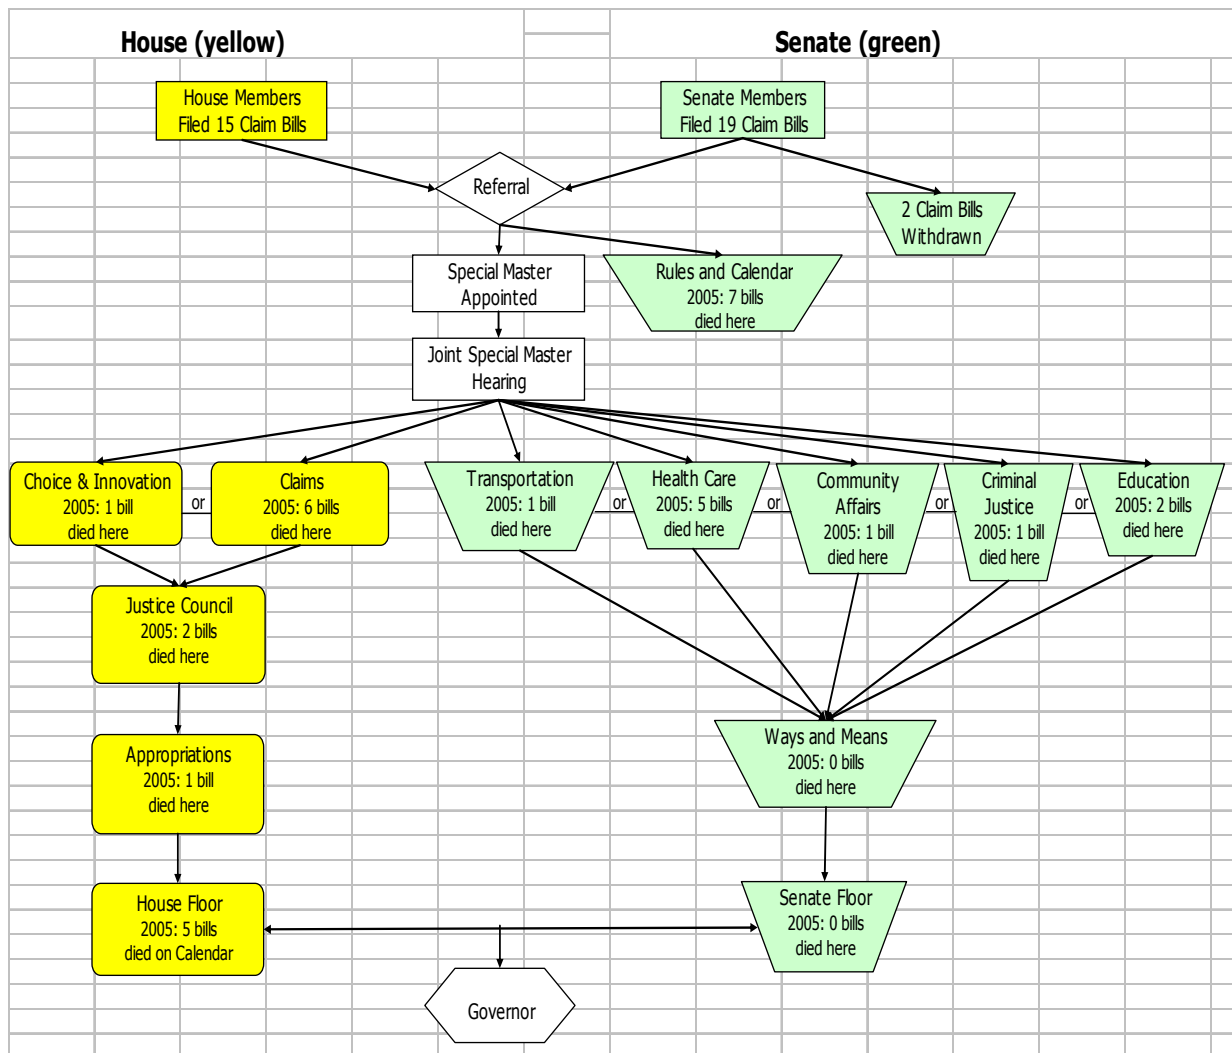 House (yellow)
Senate (green)
House Members
Filed 15 Claim Bills
Senate Members
Filed 19 Claim Bills
Referral
2 Claim Bills
Withdrawn
Special Master
Appointed
Rules and Calendar
2005: 7 bills
died here
Joint Special Master
Hearing
Choice & Innovation
2005: 1 bill
died here
or
Claims
2005: 6 bills
died here
Transportation
2005: 1 bill
died here
or
Health Care
2005: 5 bills
died here
or
Community
Affairs
2005: 1 bill
died here
or
Criminal
Justice
2005: 1 bill
died here
or
Education
2005: 2 bills
died here
Justice Council
2005: 2 bills
died here
Appropriations
2005: 1 bill
died here
Ways and Means
2005: 0 bills
died here
House Floor
2005: 5 bills
died on Calendar
Senate Floor
2005: 0 bills
died here
Governor